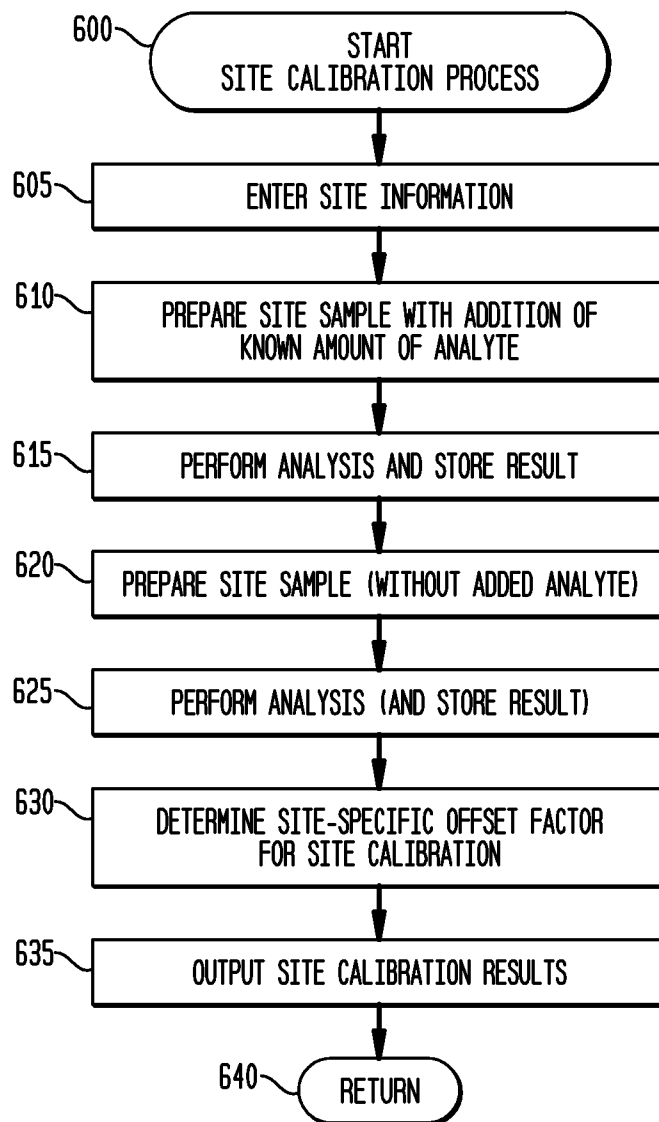 600
START
SITE CALIBRATION PROCESS
605
ENTER SITE INFORMATION
610
PREPARE SITE SAMPLE WITH ADDITION OF
KNOWN AMOUNT OF ANALYTE
615
PERFORM ANALYSIS AND STORE RESULT
620
PREPARE SITE SAMPLE (WITHOUT ADDED ANALYTE)
625
PERFORM ANALYSIS (AND STORE RESULT)
630
DETERMINE SITE-SPECIFIC OFFSET FACTOR
FOR SITE CALIBRATION
635
OUTPUT SITE CALIBRATION RESULTS
640
RETURN